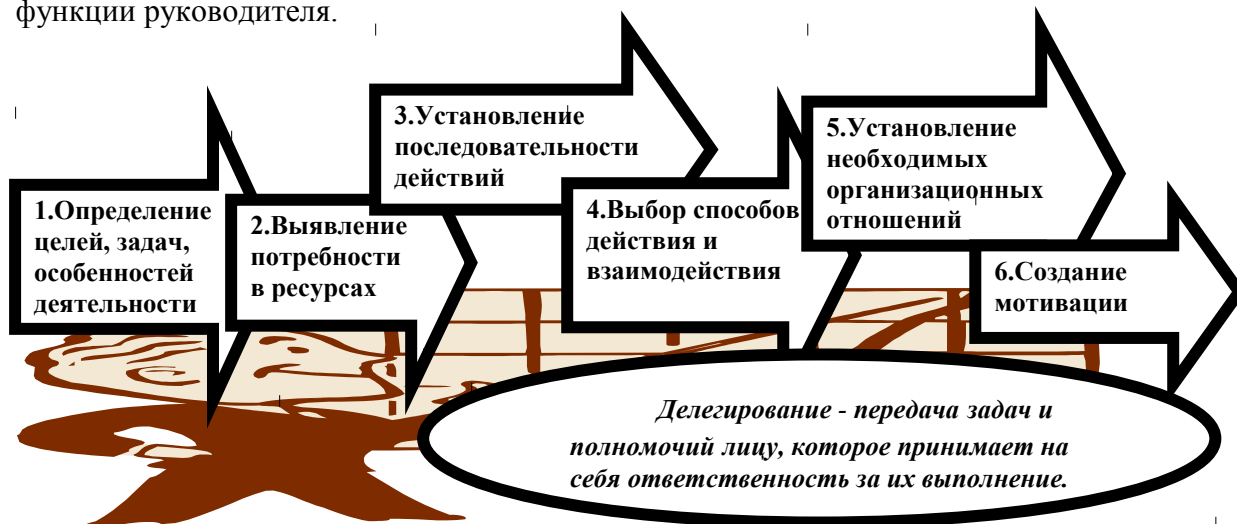 функции руководителя.
1.Определение
целей, задач,
особенностей
деятельности
2.Выявление
потребности
в ресурсах
3.Установление
последовательности
действий
4.Выбор способов
действия и
взаимодействия
5.Установление
необходимых
организационных
отношений
6.Создание
мотивации
Делегирование - передача задач и
полномочий лицу, которое принимает на
себя ответственность за их выполнение.